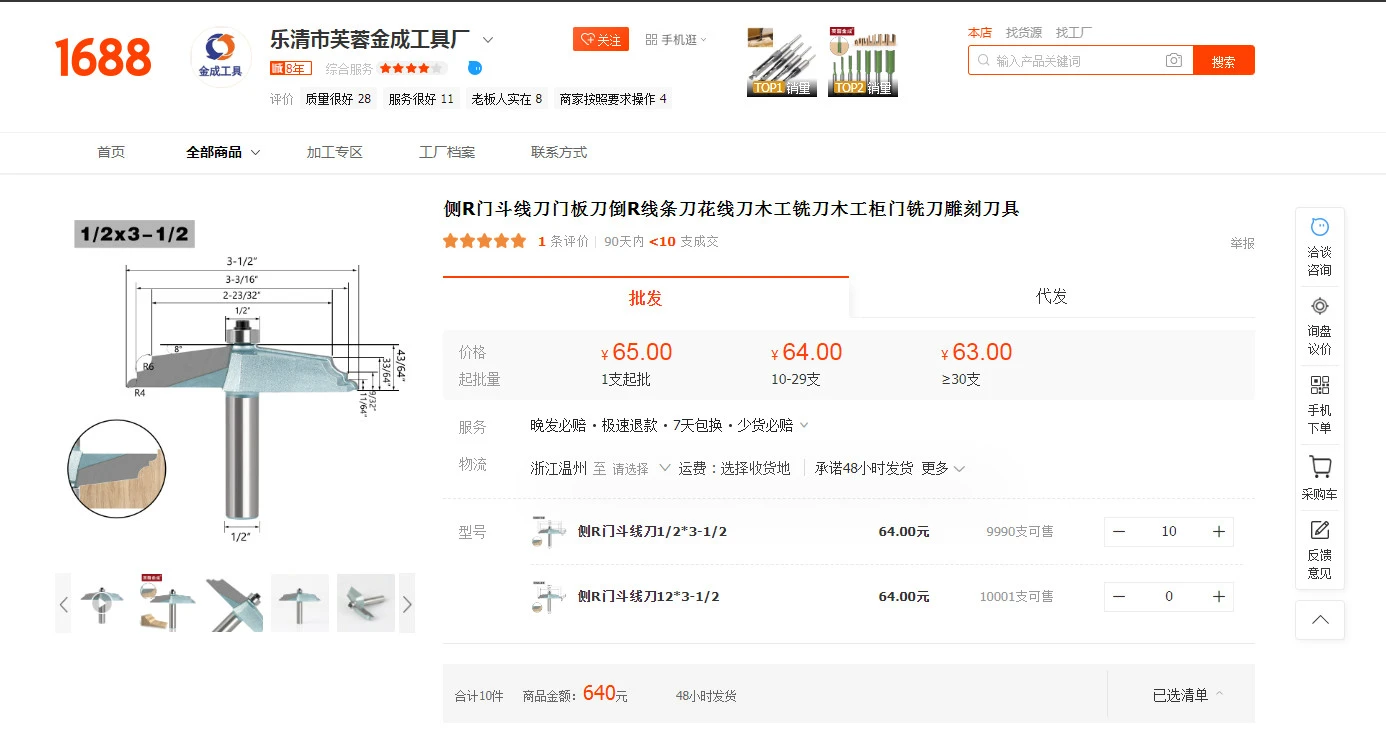 1688
金成工具
乐清市芙蓉金成工具厂
诚8年 综合服务
评价 质量很好 28 服务很好 11 老板人实在 8 商家按照要求操作 4
关注 手机逛
TOP1 销量
TOP2 销量
本店 找货源 找工厂
输入产品关键词 搜索
首页 全部商品 加工专区 工厂档案 联系方式
1/2x3-1/2
3-1/2"
3-3/16"
2-23/32"
1/2"
8°
R6
R4
43/64"
33/64"
9/32"
11/64"
1/2"
侧R门斗线刀门板刀倒R线条刀花线刀木工铣刀木工柜门铣刀雕刻刀具
1 条评价 90天内 <10 支成交
举报
批发 代发
价格 ¥65.00 ¥64.00 ¥63.00
起批量 1支起批 10-29支 ≥30支
服务 晚发必赔·极速退款·7天包换·少货必赔
物流 浙江温州 至 请选择 运费：选择收货地 承诺48小时发货 更多
型号 侧R门斗线刀1/2*3-1/2 64.00元 9990支可售 − 10 +
侧R门斗线刀12*3-1/2 64.00元 10001支可售 − 0 +
合计10件 商品金额: 640元 48小时发货 已选清单
洽谈
咨询
询盘
议价
手机
下单
采购车
反馈
意见